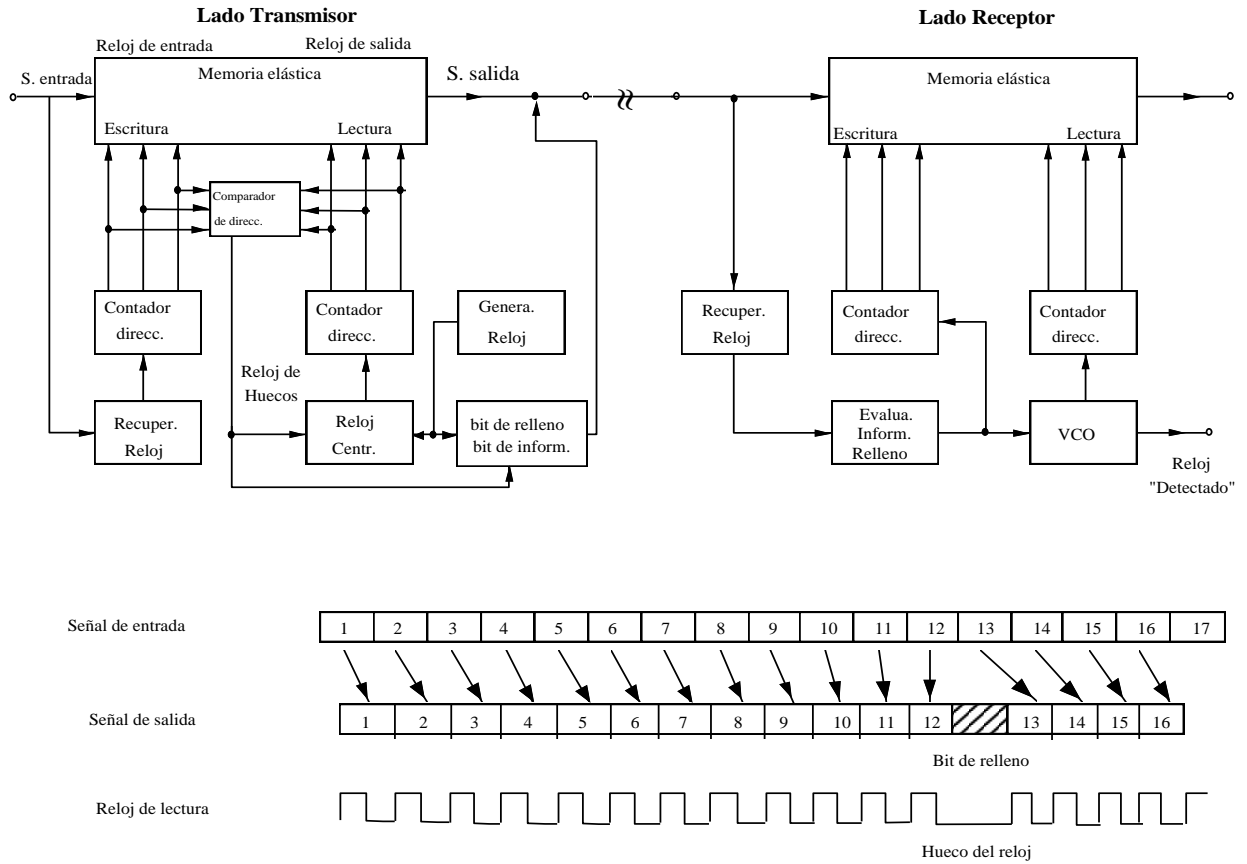 Lado Transmisor
Lado Receptor
Reloj de entrada
Reloj de salida
S. entrada
Memoria elástica
S. salida
Memoria elástica
Escritura
Lectura
Escritura
Lectura
Comparador
de direcc.
Contador
direcc.
Contador
direcc.
Genera.
Reloj
Recuper.
Reloj
Contador
direcc.
Contador
direcc.
Reloj de
Huecos
Recuper.
Reloj
Reloj
Centr.
bit de relleno
bit de inform.
Evalua.
Inform.
Relleno
VCO
Reloj
"Detectado"
Señal de entrada
1 2 3 4 5 6 7 8 9 10 11 12 13 14 15 16 17
Señal de salida
1 2 3 4 5 6 7 8 9 10 11 12 13 14 15 16
Bit de relleno
Reloj de lectura
Hueco del reloj